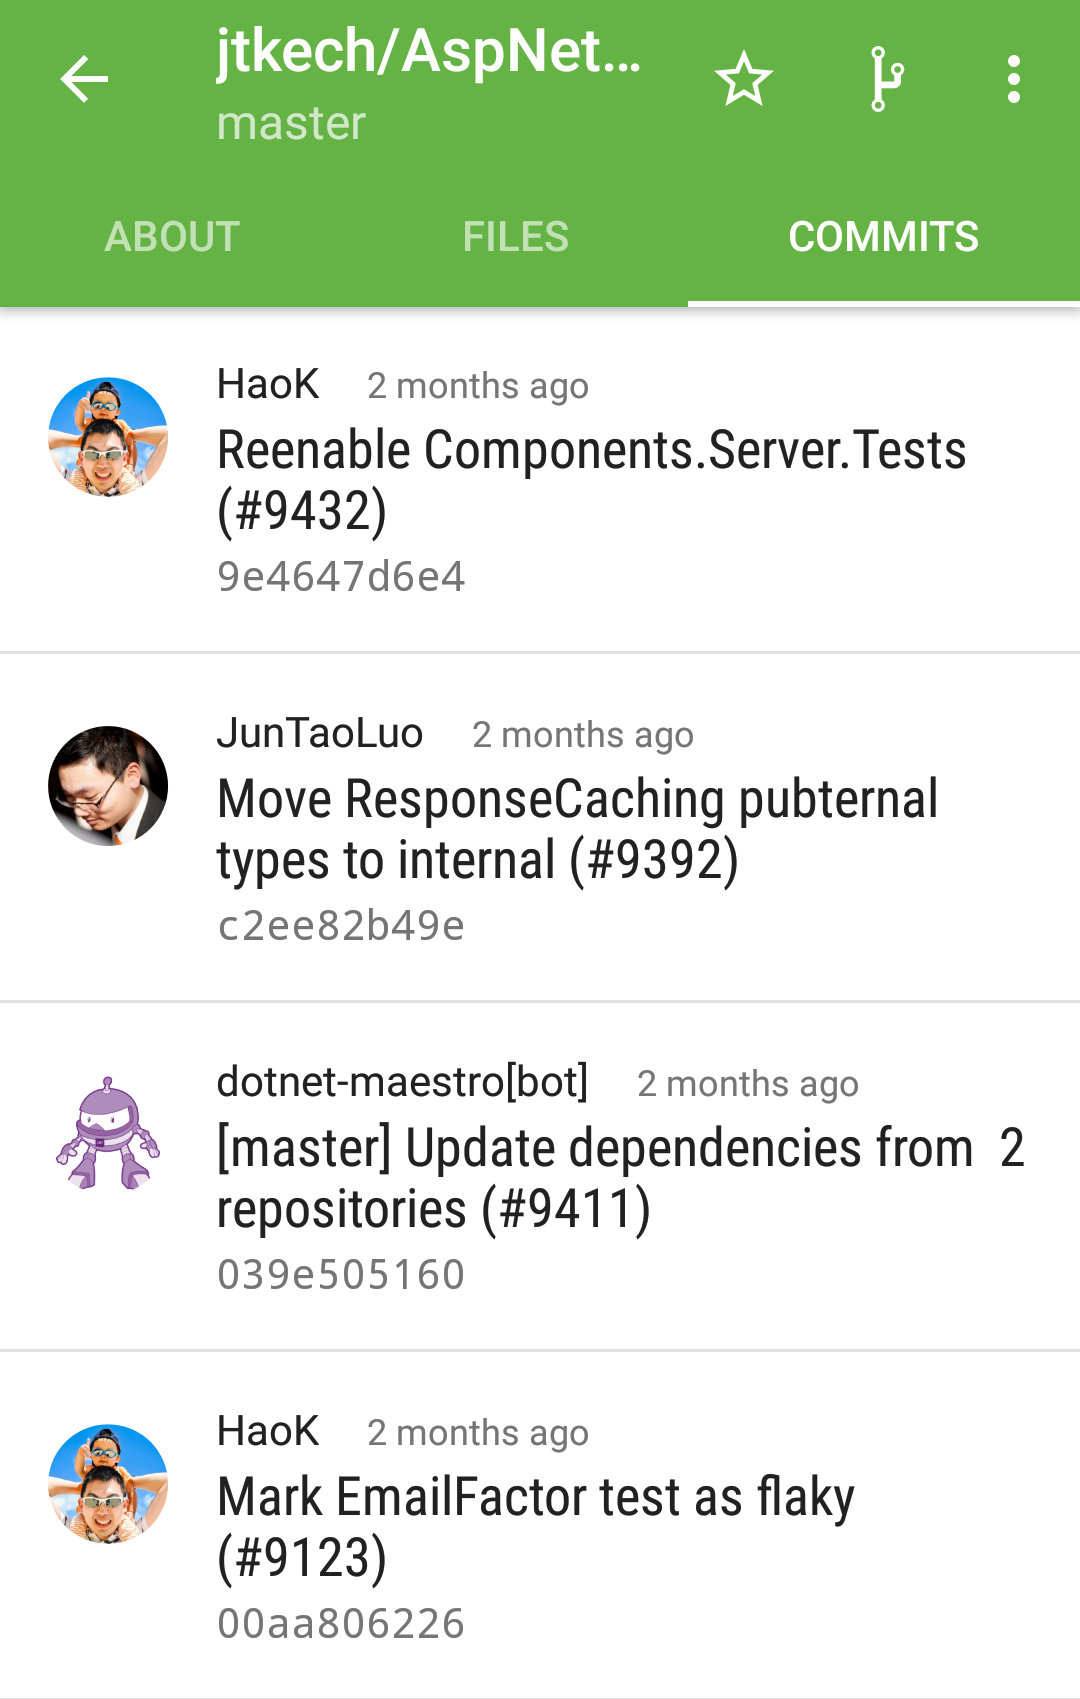 jtkech/AspNet...
master
ABOUT FILES COMMITS
HaoK 2 months ago
Reenable Components.Server.Tests
(#9432)
9e4647d6e4
JunTaoLuo 2 months ago
Move ResponseCaching pubternal
types to internal (#9392)
c2ee82b49e
dotnet-maestro[bot] 2 months ago
[master] Update dependencies from  2
repositories (#9411)
039e505160
HaoK 2 months ago
Mark EmailFactor test as flaky
(#9123)
00aa806226